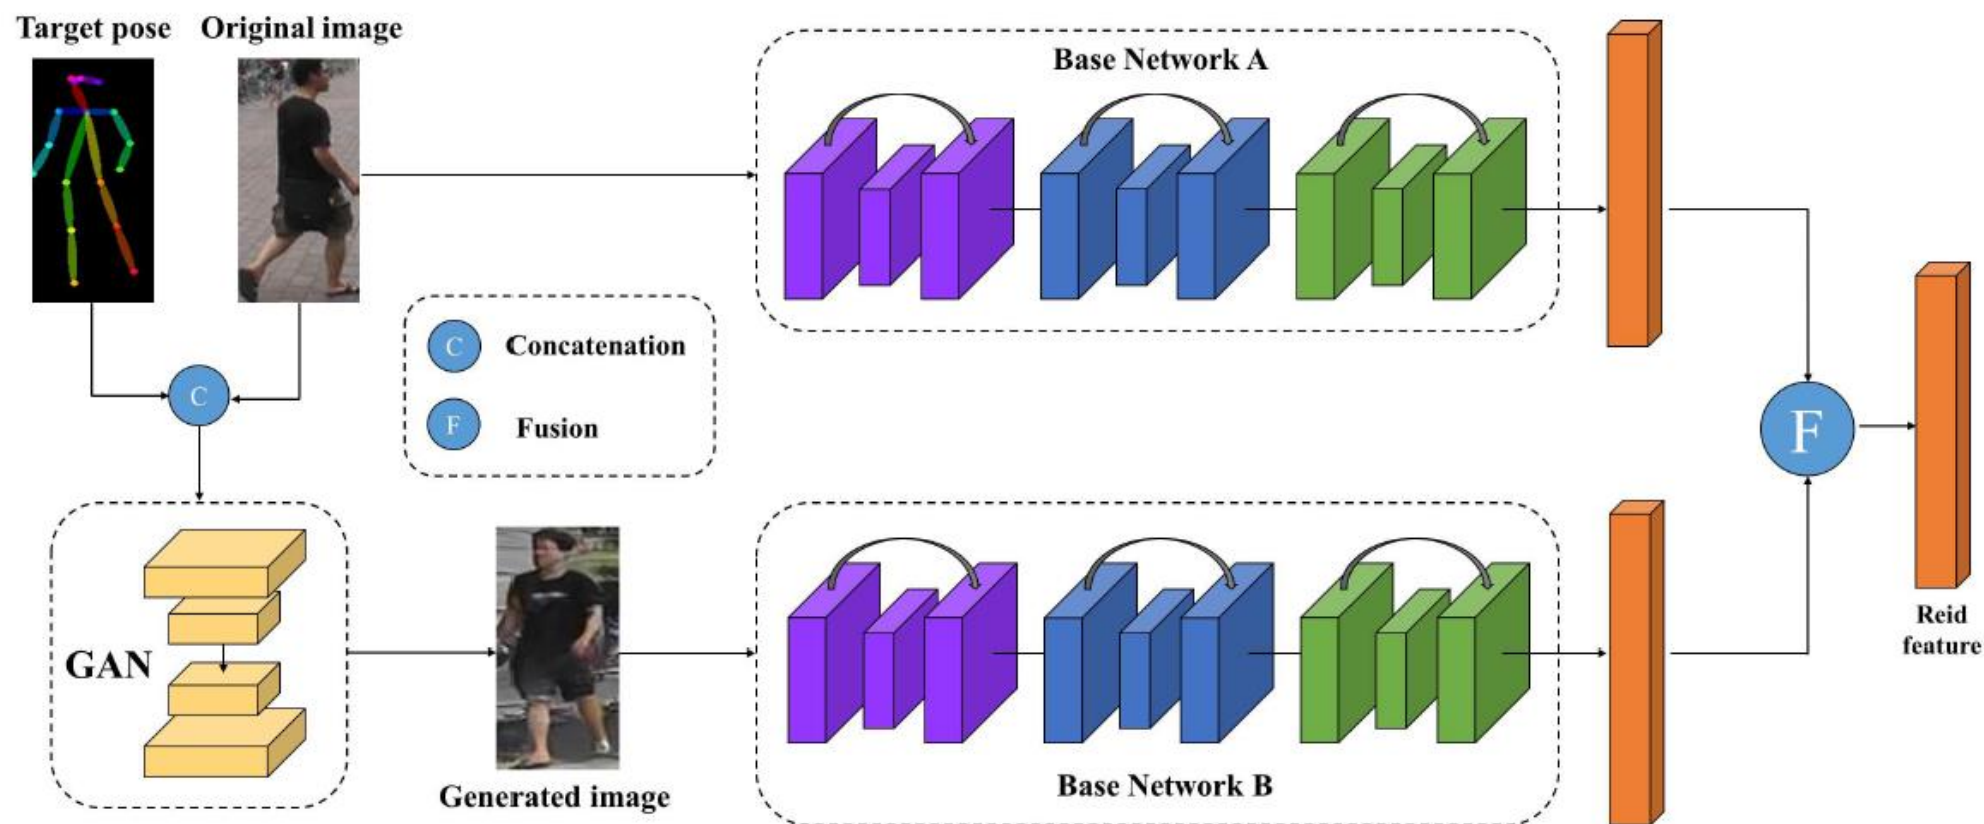 Target pose
Original image
Base Network A
C
Concatenation
F
Fusion
C
F
GAN
Generated image
Base Network B
Reid
feature